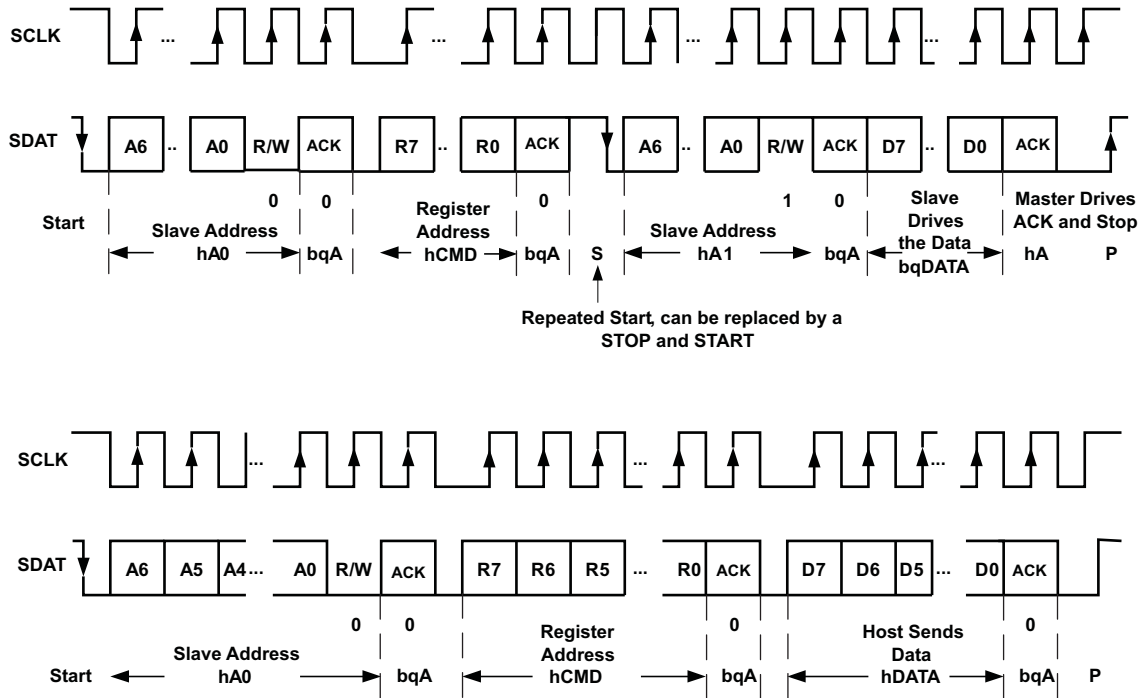 SCLK ... ... ... ...
SDAT A6 .. A0 R/W ACK R7 .. R0 ACK A6 .. A0 R/W ACK D7 .. D0 ACK
0 0 0 1 0
Start
Slave Address
hA0
bqA
Register
Address
hCMD
bqA
S
Slave Address
hA1
bqA
Slave
Drives
the Data
bqDATA
Master Drives
ACK and Stop
hA
P
Repeated Start, can be replaced by a
STOP and START
SCLK ... ... ...
SDAT A6 A5 A4 ... A0 R/W ACK R7 R6 R5 ... R0 ACK D7 D6 D5 ... D0 ACK
0 0 0 0
Start
Slave Address
hA0
bqA
Register
Address
hCMD
bqA
Host Sends
Data
hDATA
bqA
P